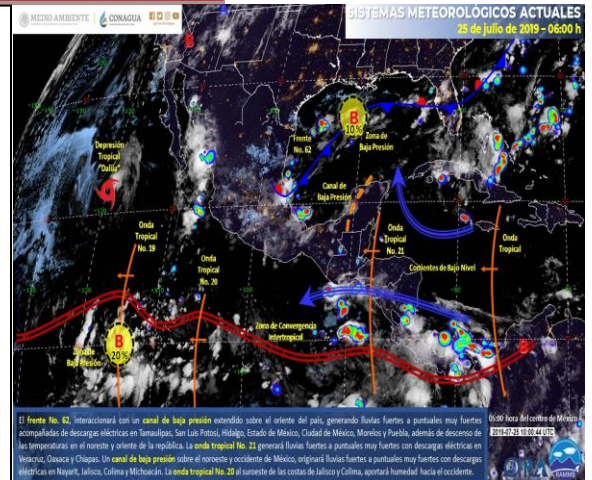 MEDIO AMBIENTE
CONAGUA
SISTEMAS METEOROLÓGICOS ACTUALES
25 de julio de 2019 – 06:00 h
B
B
10 %
Zona de
Baja Presión
Frente
No. 62
Depresión
Tropical
"Dalila"
Canal de
Baja Presión
Onda
Tropical
No. 19
Onda
Tropical
No. 20
Onda
Tropical
No. 21
Onda
Tropical
Corrientes de Bajo Nivel
Zona de Convergencia
Intertropical
Zona de
Baja Presión
B
20 %
B
El frente No. 62, interaccionará con un canal de baja presión extendido sobre el oriente del país, generando lluvias fuertes a puntuales muy fuertes
acompañadas de descargas eléctricas en Tamaulipas, San Luis Potosí, Hidalgo, Estado de México, Ciudad de México, Morelos y Puebla, además de descenso de
las temperaturas en el noreste y oriente de la república. La onda tropical No. 21 generará lluvias fuertes a puntuales muy fuertes con descargas eléctricas en
Veracruz, Oaxaca y Chiapas. Un canal de baja presión sobre el noroeste y occidente de México, originará lluvias fuertes a puntuales muy fuertes con descargas
eléctricas en Nayarit, Jalisco, Colima y Michoacán. La onda tropical No. 20 al suroeste de las costas de Jalisco y Colima, aportará humedad hacia el occidente.
05:00 hora del centro de México
2019-07-25 10:00:44 UTC
RAMMB